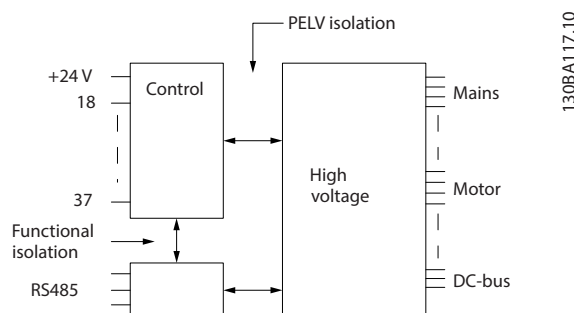 PELV isolation
130BA117.10
+24 V
Control
Mains
18
High
voltage
37
Motor
Functional
isolation
RS485
DC-bus